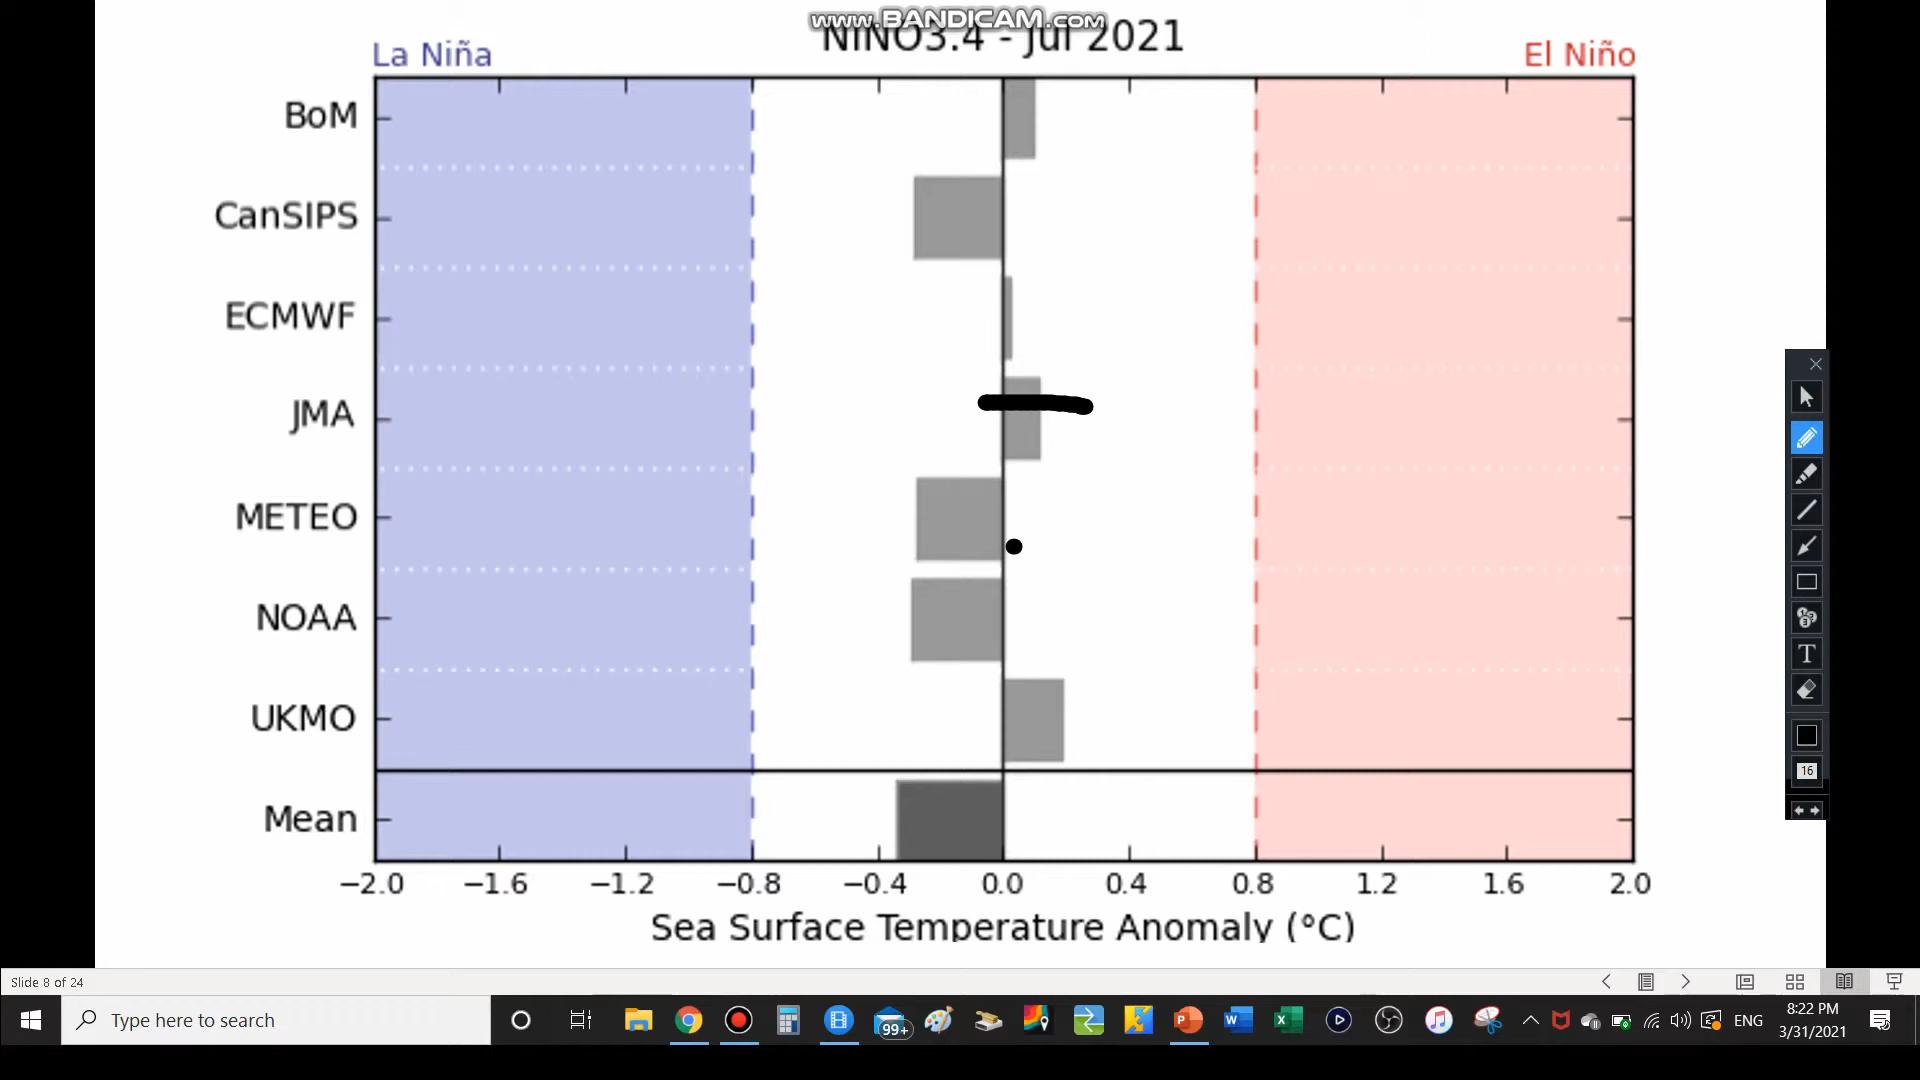 www.BANDICAM.com
NINO3.4 - Jul 2021
La Niña
El Niño
BoM
CanSIPS
ECMWF
JMA
METEO
NOAA
UKMO
Mean
−2.0 −1.6 −1.2 −0.8 −0.4 0.0 0.4 0.8 1.2 1.6 2.0
Sea Surface Temperature Anomaly (°C)
T
16
Slide 8 of 24
Type here to search
99+
P
W
X
ENG
8:22 PM
3/31/2021